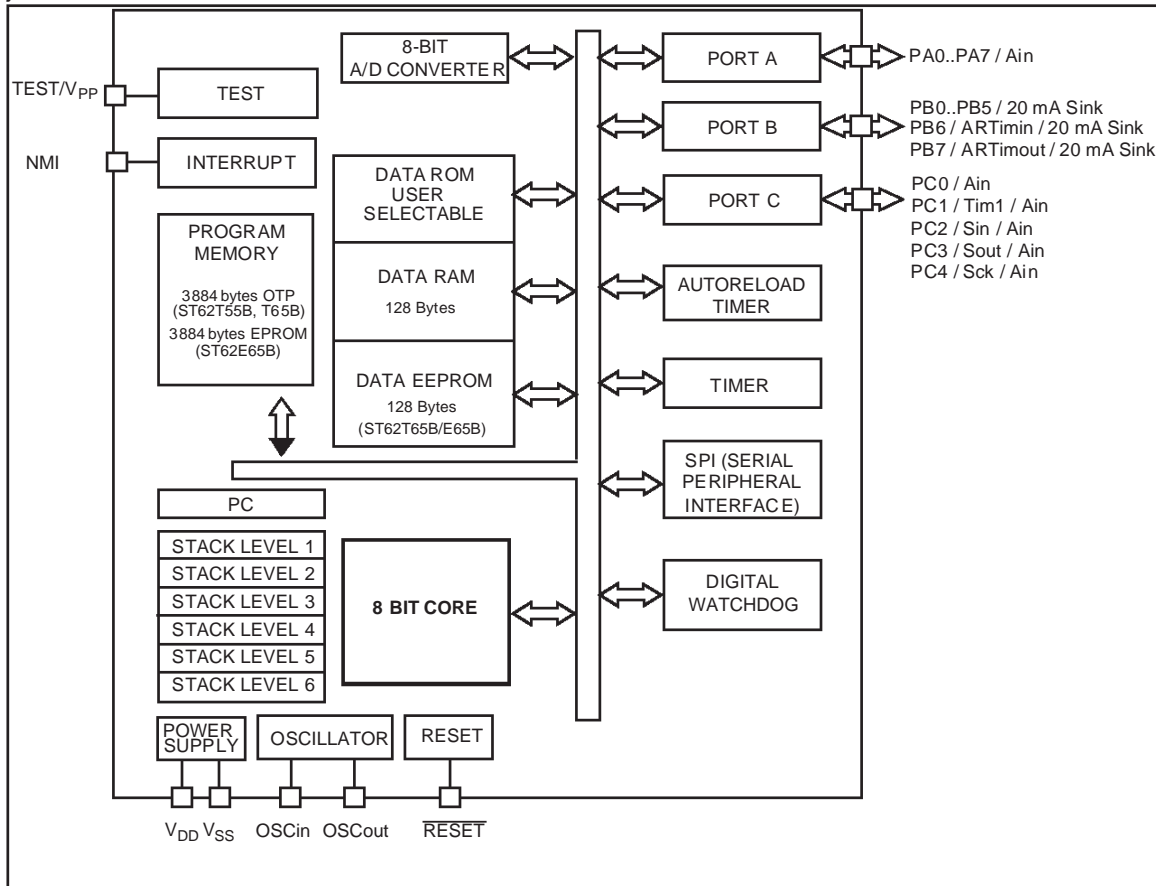 8-BIT
A/D CONVERTER
PORT A
PA0..PA7 / Ain
TEST/VPP
TEST
PORT B
PB0..PB5 / 20 mA Sink
PB6 / ARTimin / 20 mA Sink
PB7 / ARTimout / 20 mA Sink
NMI
INTERRUPT
DATA ROM
USER
SELECTABLE
PORT C
PC0 / Ain
PC1 / Tim1 / Ain
PC2 / Sin / Ain
PC3 / Sout / Ain
PC4 / Sck / Ain
PROGRAM
MEMORY
3884 bytes OTP
(ST62T55B, T65B)
3884 bytes EPROM
(ST62E65B)
DATA RAM
128 Bytes
AUTORELOAD
TIMER
DATA EEPROM
128 Bytes
(ST62T65B/E65B)
TIMER
SPI (SERIAL
PERIPHERAL
INTERFACE)
PC
STACK LEVEL 1
STACK LEVEL 2
STACK LEVEL 3
STACK LEVEL 4
STACK LEVEL 5
STACK LEVEL 6
8 BIT CORE
DIGITAL
WATCHDOG
POWER
SUPPLY
OSCILLATOR
RESET
VDD VSS
OSCin OSCout
RESET